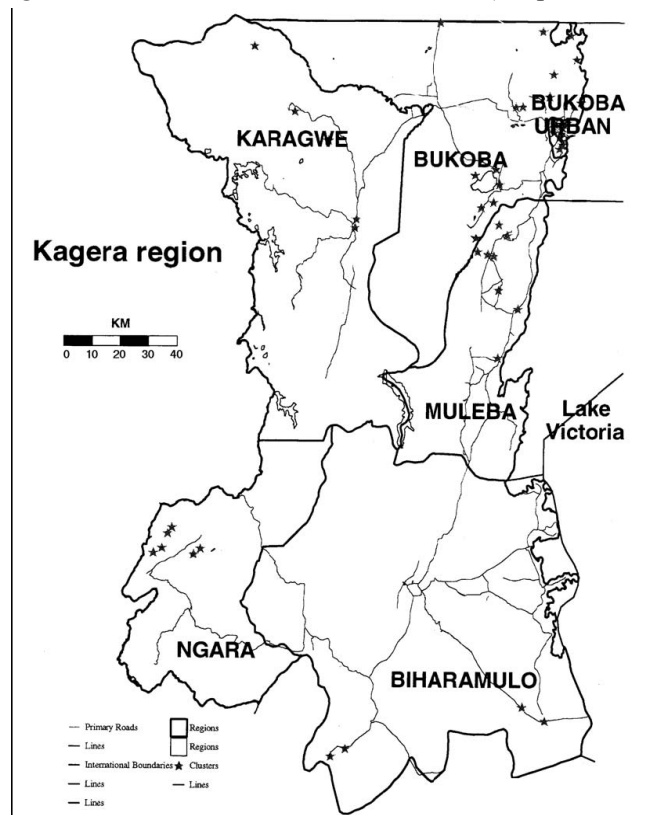 KARAGWE
BUKOBA
URBAN
BUKOBA
Kagera region
KM
0 10 20 30 40
MULEBA
Lake
Victoria
NGARA
BIHARAMULO
Primary Roads
Lines
International Boundaries
Lines
Lines
Regions
Regions
Clusters
Lines